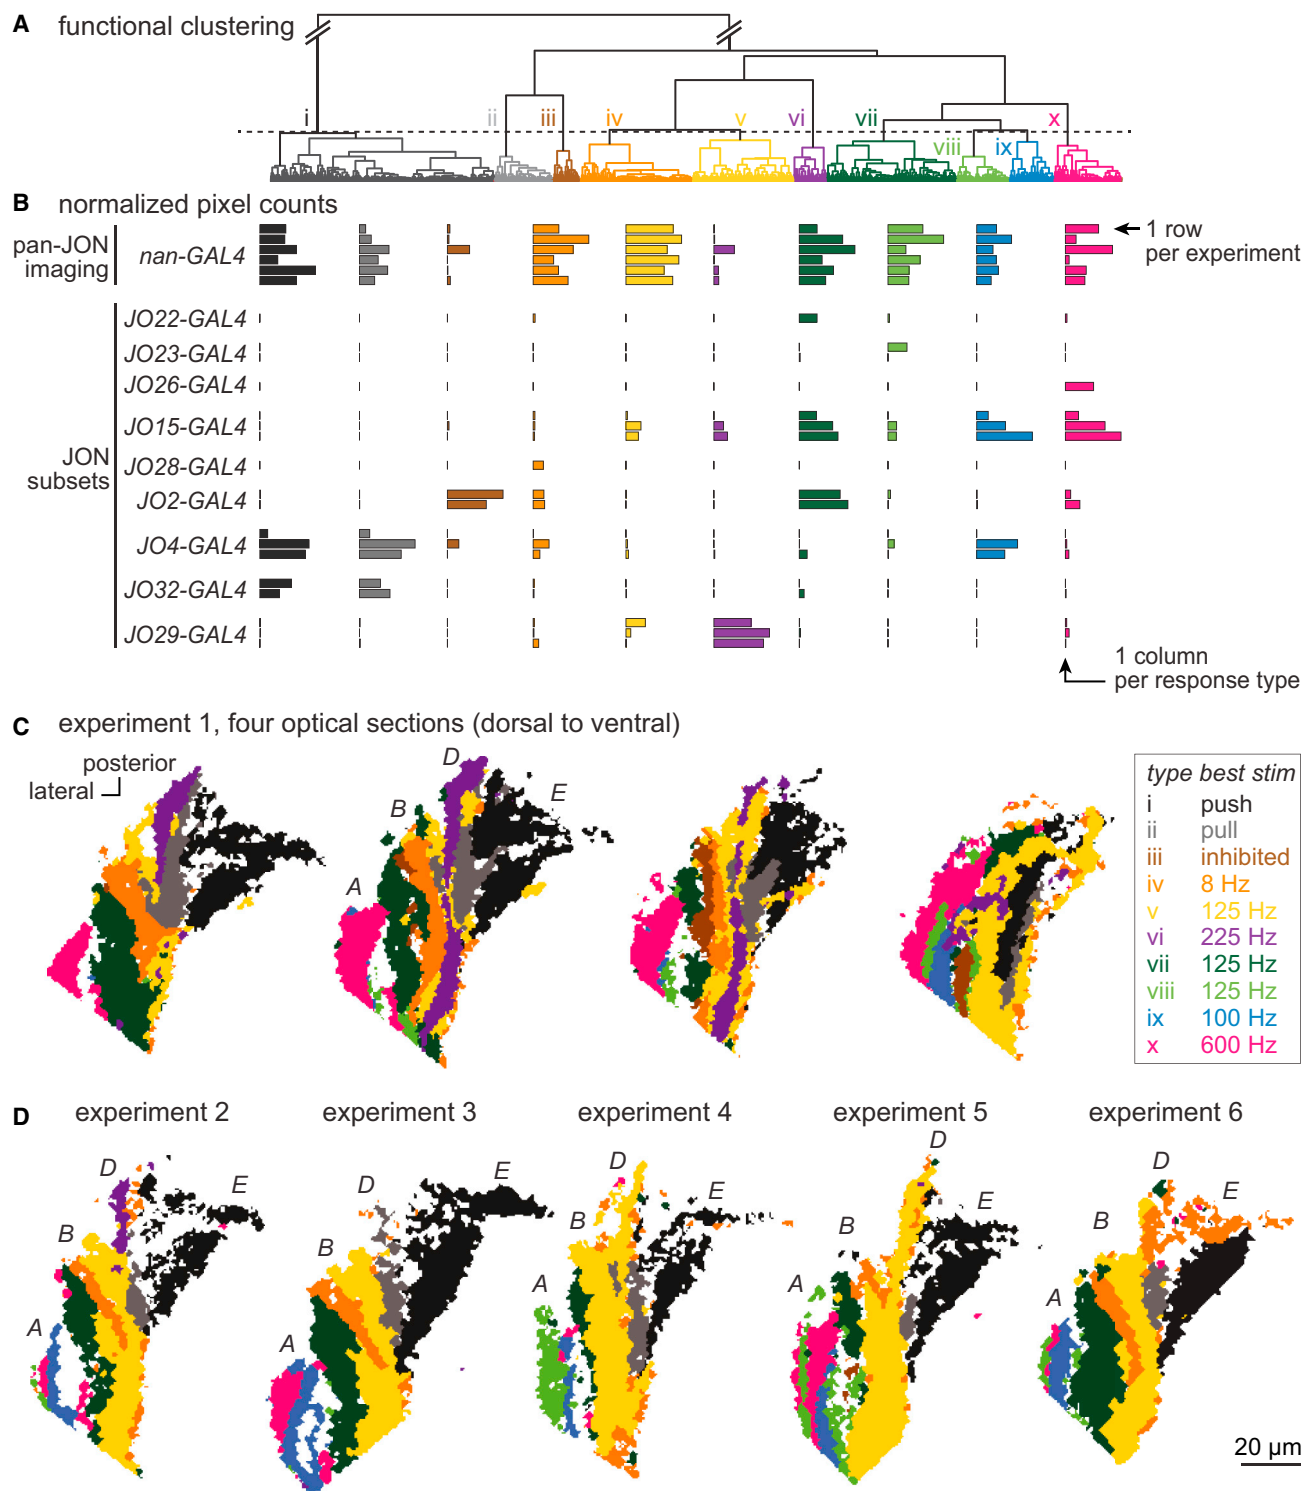 A functional clustering
i ii iii iv v vi vii viii ix x
B normalized pixel counts
pan-JON imaging
nan-GAL4
1 row per experiment
JON subsets
JO22-GAL4
JO23-GAL4
JO26-GAL4
JO15-GAL4
JO28-GAL4
JO2-GAL4
JO4-GAL4
JO32-GAL4
JO29-GAL4
1 column per response type
C experiment 1, four optical sections (dorsal to ventral)
posterior
lateral
A B D E
type best stim
i push
ii pull
iii inhibited
iv 8 Hz
v 125 Hz
vi 225 Hz
vii 125 Hz
viii 125 Hz
ix 100 Hz
x 600 Hz
D experiment 2 experiment 3 experiment 4 experiment 5 experiment 6
A B D E
A B D E
A B D E
A B D E
A B D E
20 µm